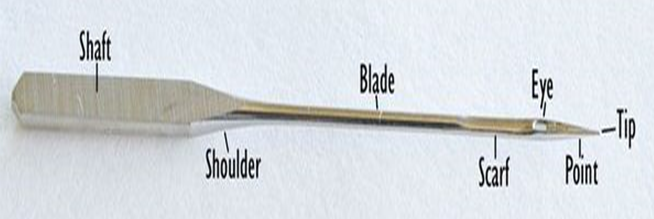 Shaft
Blade
Eye
Tip
Shoulder
Scarf
Point